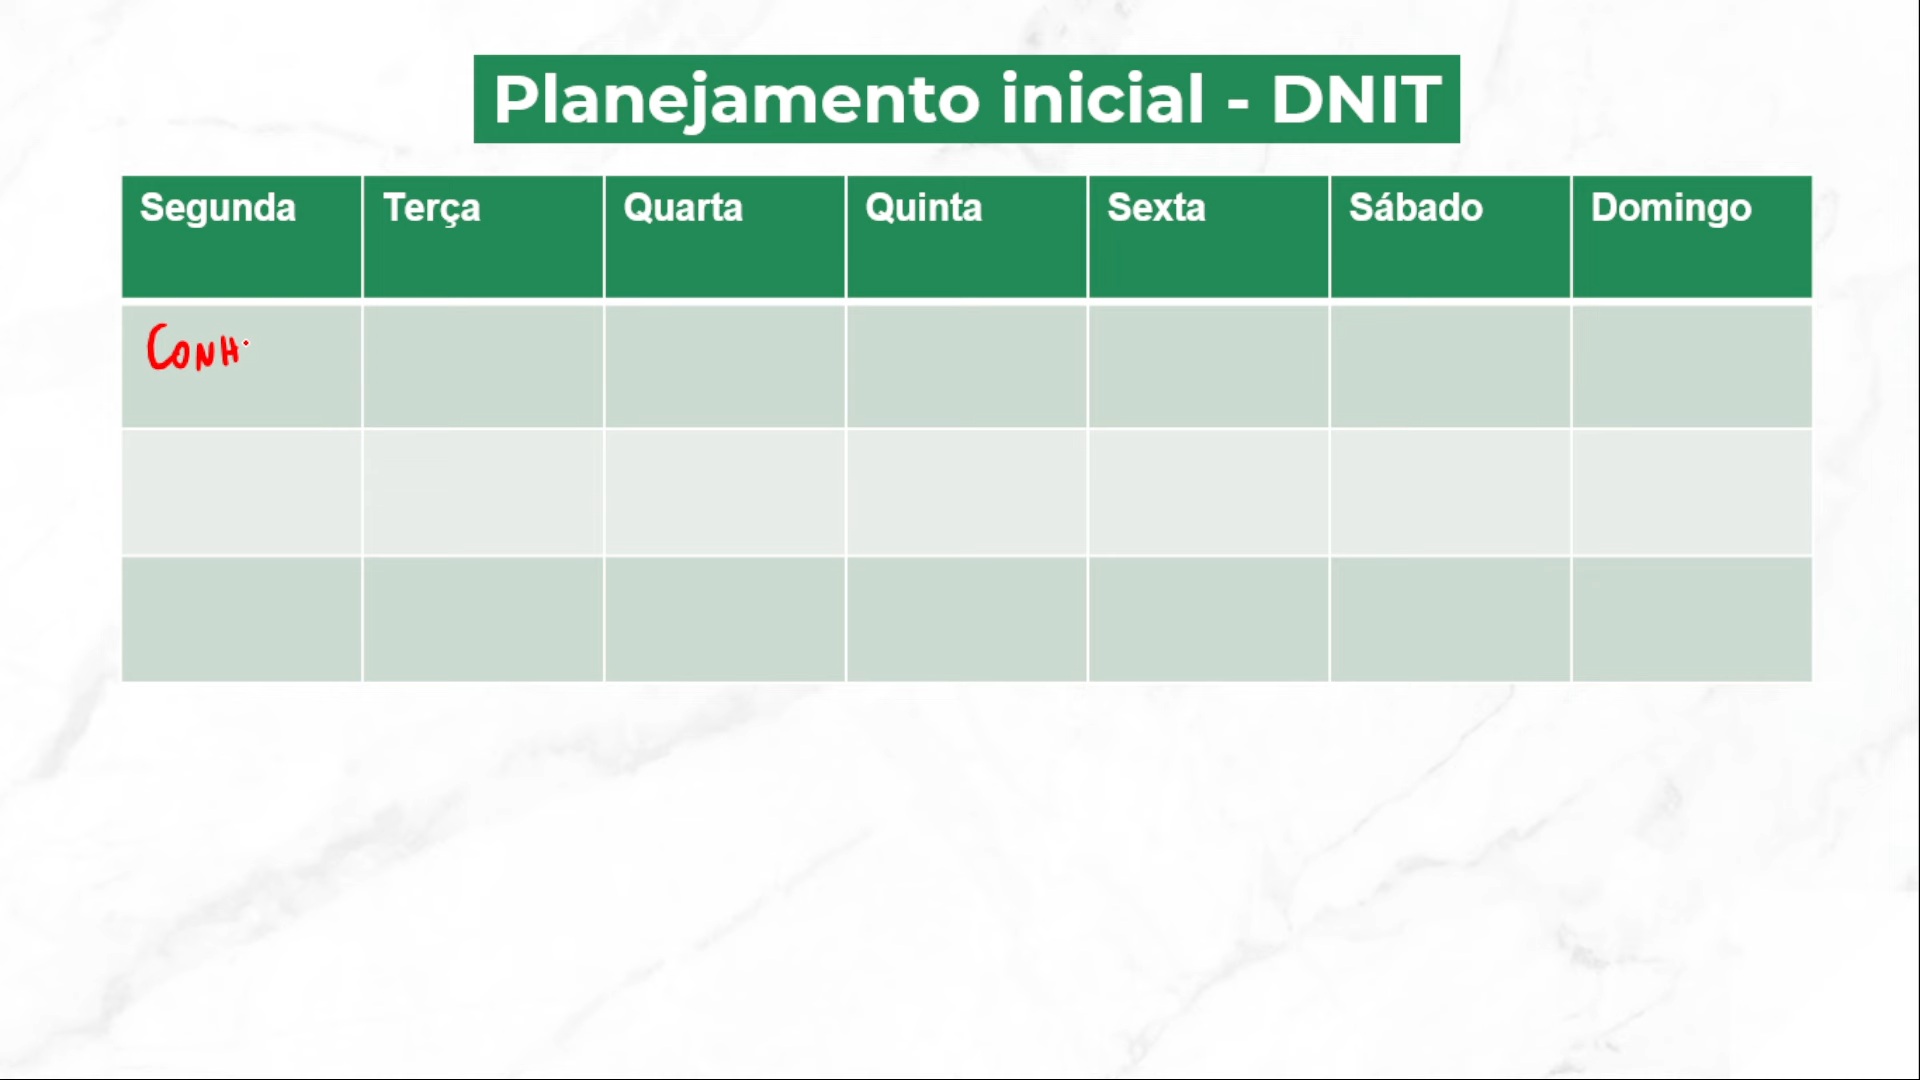 Planejamento inicial - DNIT
Segunda Terça Quarta Quinta Sexta Sábado Domingo
CONH